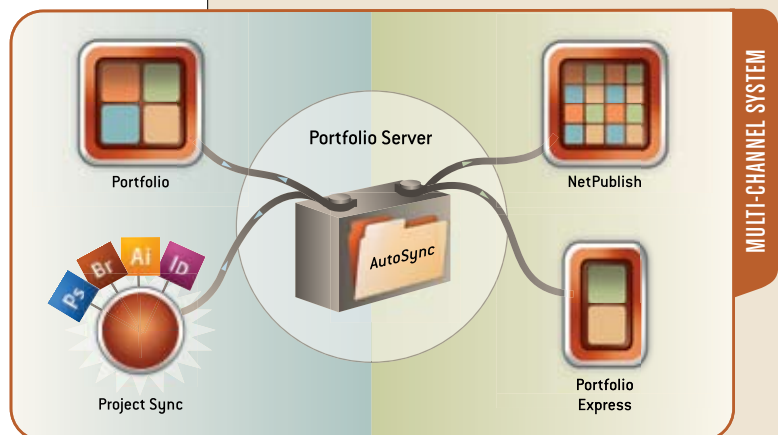 Portfolio Server
Portfolio
NetPublish
AutoSync
Ps
Br
Ai
ID
Project Sync
Portfolio
Express
MULTI-CHANNEL SYSTEM